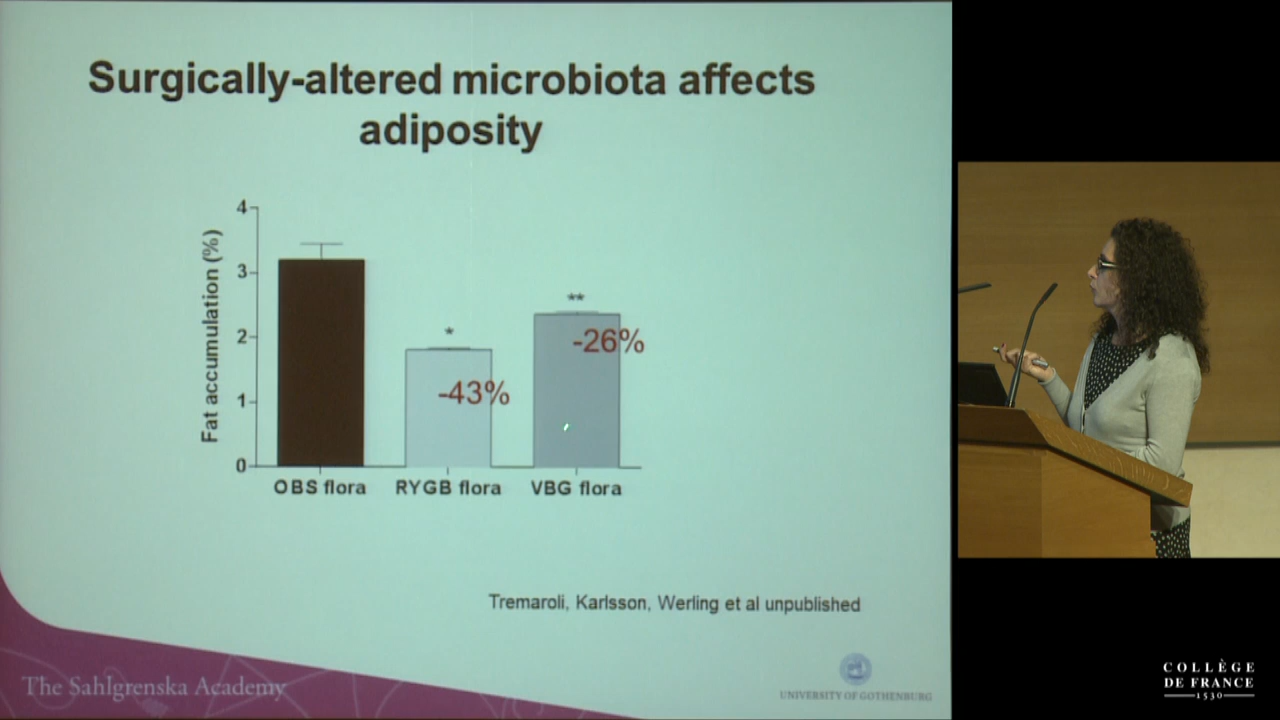 Surgically-altered microbiota affects
adiposity
Fat accumulation (%)
4
3
2
1
0
*
**
-43%
-26%
OBS flora
RYGB flora
VBG flora
Tremaroli, Karlsson, Werling et al unpublished
The Sahlgrenska Academy
UNIVERSITY OF GOTHENBURG
COLLÈGE
DE FRANCE
1530